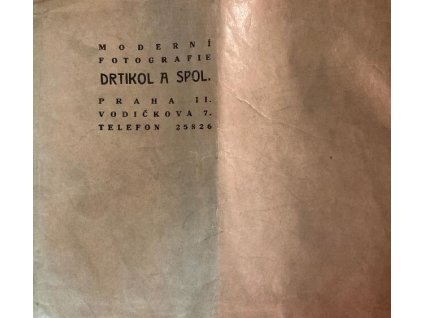 MODERNÍ
FOTOGRAFIE
DRTIKOL A SPOL.
PRAHA II.
VODIČKOVA 7.
TELEFON 25826